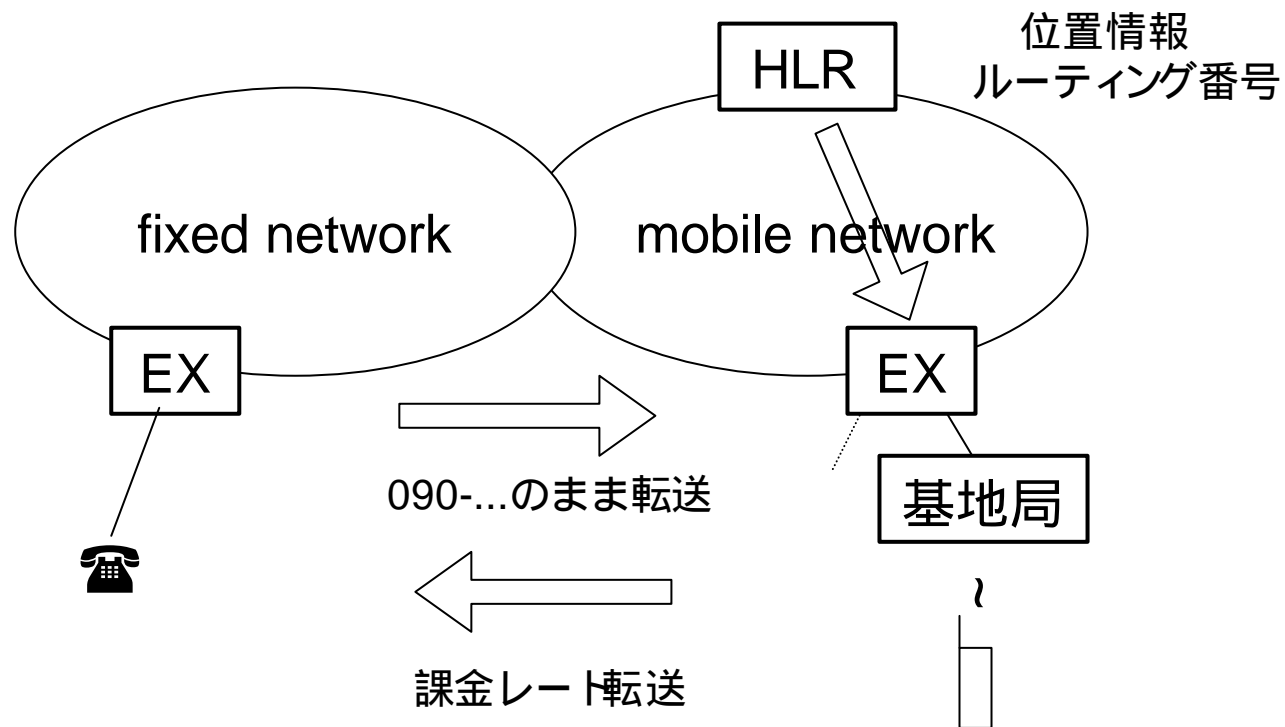 位置情報
HLR
ルーティング番号
fixed network
mobile network
EX
EX
090-...のまま転送
基地局
課金レート転送